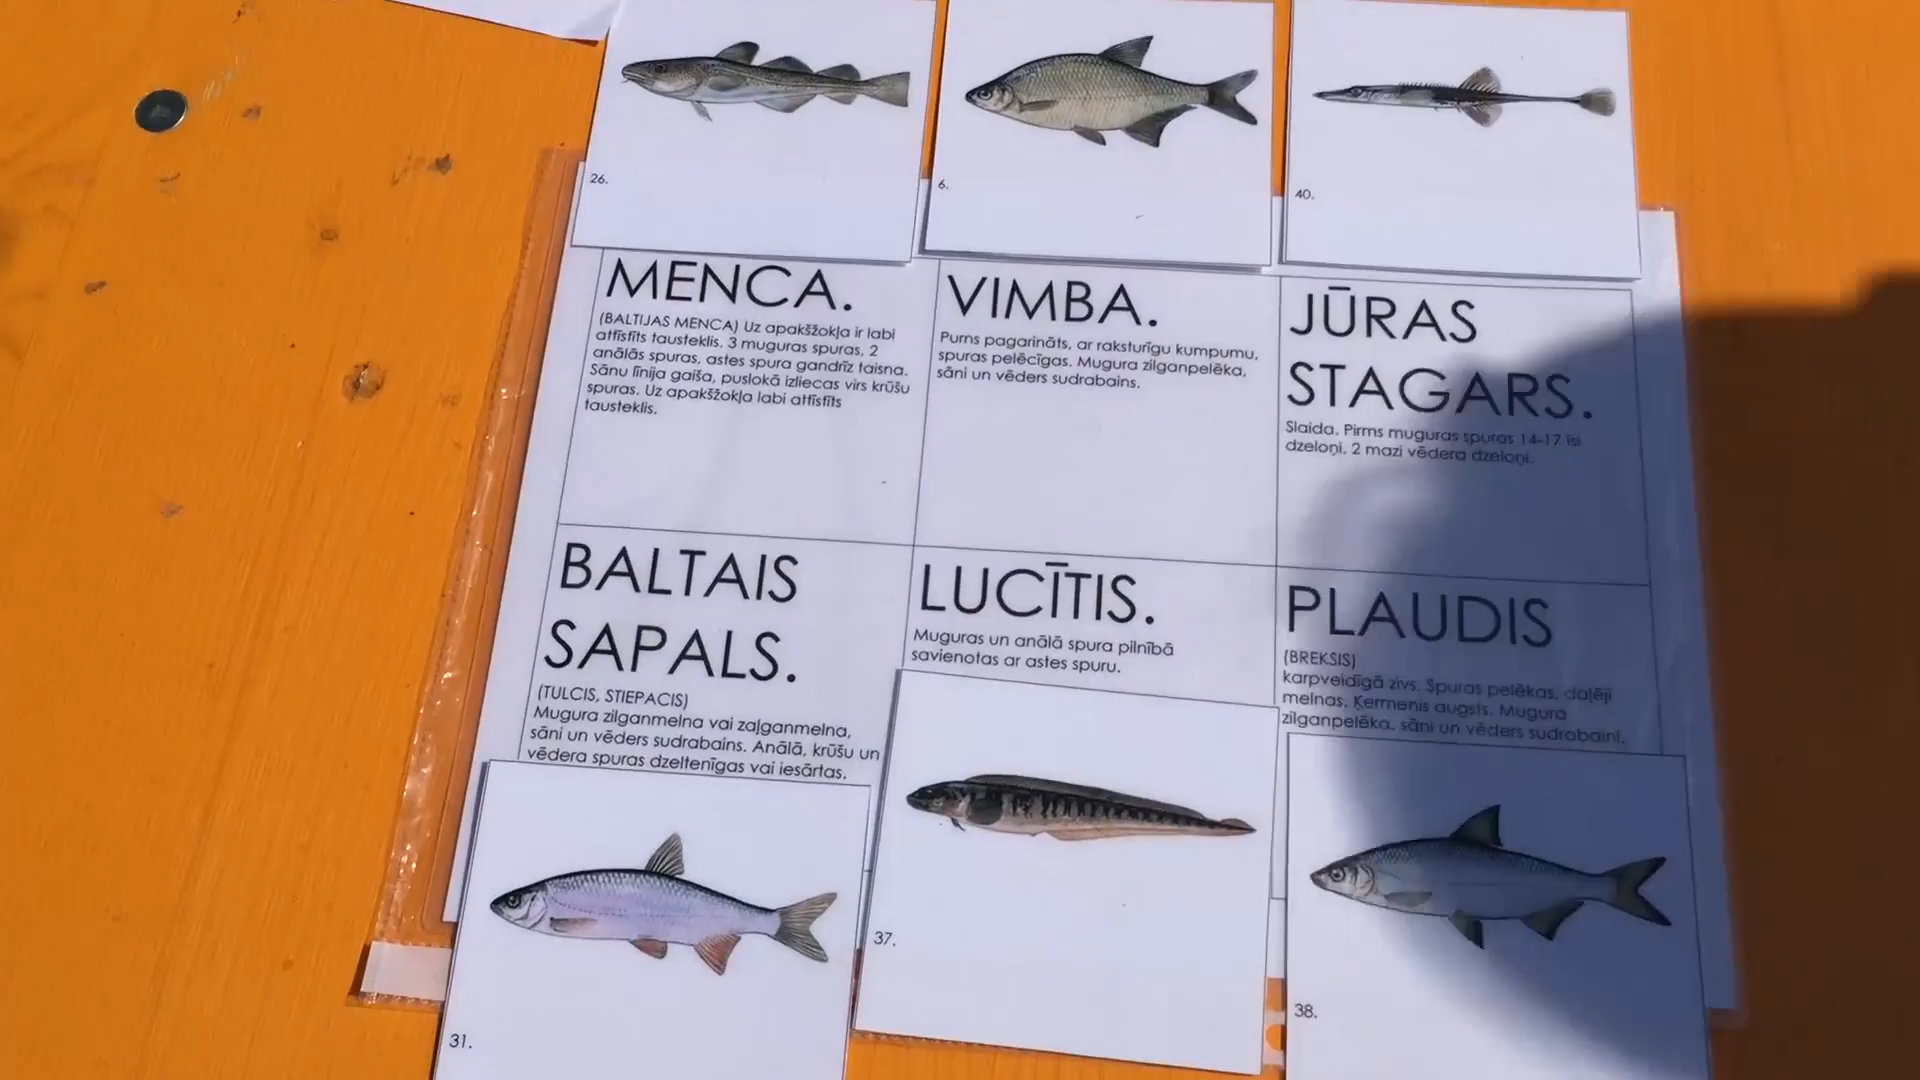 26.
6.
40.
MENCA.
(BALTIJAS MENCA) Uz apakšžokļa ir labi
attīstīts tausteklis. 3 muguras spuras, 2
anālās spuras, astes spura gandrīz taisna.
Sānu līnija gaiša, puslokā izliecas virs krūšu
spuras. Uz apakšžokļa labi attīstīts
tausteklis.
VIMBA.
Purns pagarināts, ar raksturīgu kumpumu,
spuras pelēcīgas. Mugura zilganpelēka,
sāni un vēders sudrabains.
JŪRAS
STAGARS.
Slaida. Pirms muguras spuras 14-17 īsi
dzeloņi, 2 mazi vēdera dzeloņi.
BALTAIS
SAPALS.
(TULCIS, STIEPACIS)
Mugura zilganmelna vai zaļganmelna,
sāni un vēders sudrabains. Anālā, krūšu un
vēdera spuras dzeltenīgas vai iesārtas.
LUCĪTIS.
Muguras un anālā spura pilnībā
savienotas ar astes spuru.
PLAUDIS
(BREKSIS)
karpveidīgā zivs. Spuras pelēkas, daļēji
melnas. Ķermenis augsts. Mugura
zilganpelēka, sāni un vēders sudrabaini.
31.
37.
38.